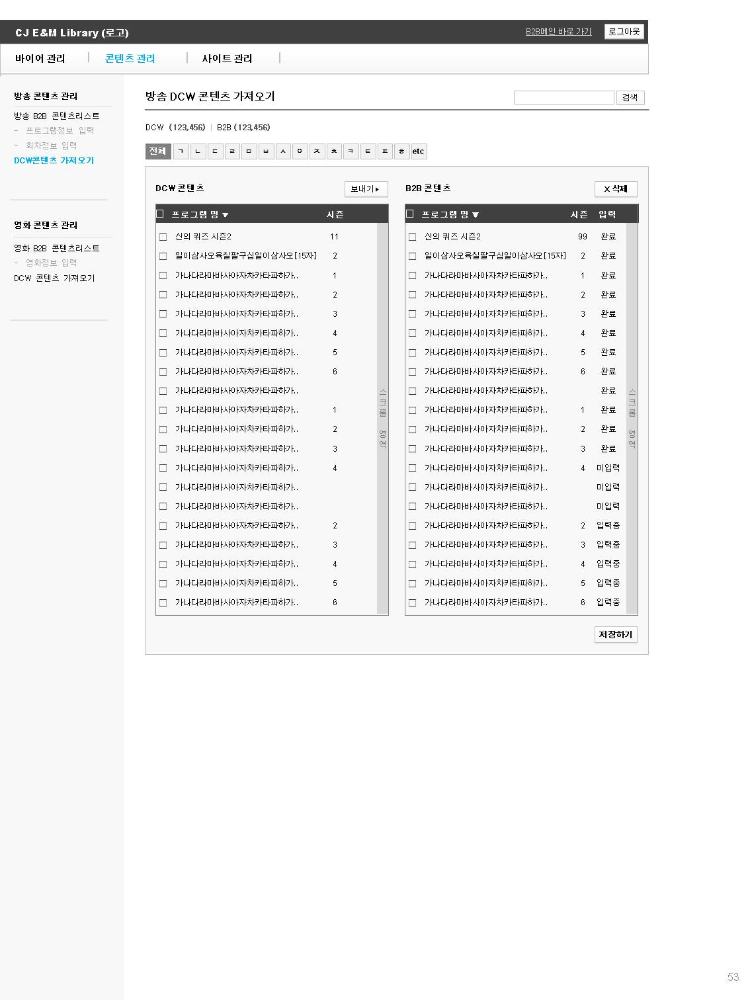 CJ E&M Library (로고)
B2B메인 바로 가기
로그아웃
바이어 관리
콘텐츠 관리
사이트 관리
방송 콘텐츠 관리
방송 B2B 콘텐츠리스트
- 프로그램정보 입력
- 회차정보 입력
DCW콘텐츠 가져오기
영화 콘텐츠 관리
영화 B2B 콘텐츠리스트
- 영화정보 입력
DCW 콘텐츠 가져오기
방송 DCW 콘텐츠 가져오기
검색
DCW (123,456) | B2B (123,456)
전체 ㄱ ㄴ ㄷ ㄹ ㅁ ㅂ ㅅ ㅇ ㅈ ㅊ ㅋ ㅌ ㅍ ㅎ etc
DCW 콘텐츠
보내기▶
프로그램 명 ▼ 시즌
신의 퀴즈 시즌2 11
일이삼사오육칠팔구십일이삼사오[15자] 2
가나다라마바사아자차카타파하가.. 1
가나다라마바사아자차카타파하가.. 2
가나다라마바사아자차카타파하가.. 3
가나다라마바사아자차카타파하가.. 4
가나다라마바사아자차카타파하가.. 5
가나다라마바사아자차카타파하가.. 6
가나다라마바사아자차카타파하가..
가나다라마바사아자차카타파하가.. 1
가나다라마바사아자차카타파하가.. 2
가나다라마바사아자차카타파하가.. 3
가나다라마바사아자차카타파하가.. 4
가나다라마바사아자차카타파하가..
가나다라마바사아자차카타파하가..
가나다라마바사아자차카타파하가.. 2
가나다라마바사아자차카타파하가.. 3
가나다라마바사아자차카타파하가.. 4
가나다라마바사아자차카타파하가.. 5
가나다라마바사아자차카타파하가.. 6
스크롤 영역
B2B 콘텐츠
X 삭제
프로그램 명 ▼ 시즌 입력
신의 퀴즈 시즌2 99 완료
일이삼사오육칠팔구십일이삼사오[15자] 2 완료
가나다라마바사아자차카타파하가.. 1 완료
가나다라마바사아자차카타파하가.. 2 완료
가나다라마바사아자차카타파하가.. 3 완료
가나다라마바사아자차카타파하가.. 4 완료
가나다라마바사아자차카타파하가.. 5 완료
가나다라마바사아자차카타파하가.. 6 완료
가나다라마바사아자차카타파하가.. 완료
가나다라마바사아자차카타파하가.. 1 완료
가나다라마바사아자차카타파하가.. 2 완료
가나다라마바사아자차카타파하가.. 3 완료
가나다라마바사아자차카타파하가.. 4 미입력
가나다라마바사아자차카타파하가.. 미입력
가나다라마바사아자차카타파하가.. 미입력
가나다라마바사아자차카타파하가.. 2 입력중
가나다라마바사아자차카타파하가.. 3 입력중
가나다라마바사아자차카타파하가.. 4 입력중
가나다라마바사아자차카타파하가.. 5 입력중
가나다라마바사아자차카타파하가.. 6 입력중
스크롤 영역
저장하기
53